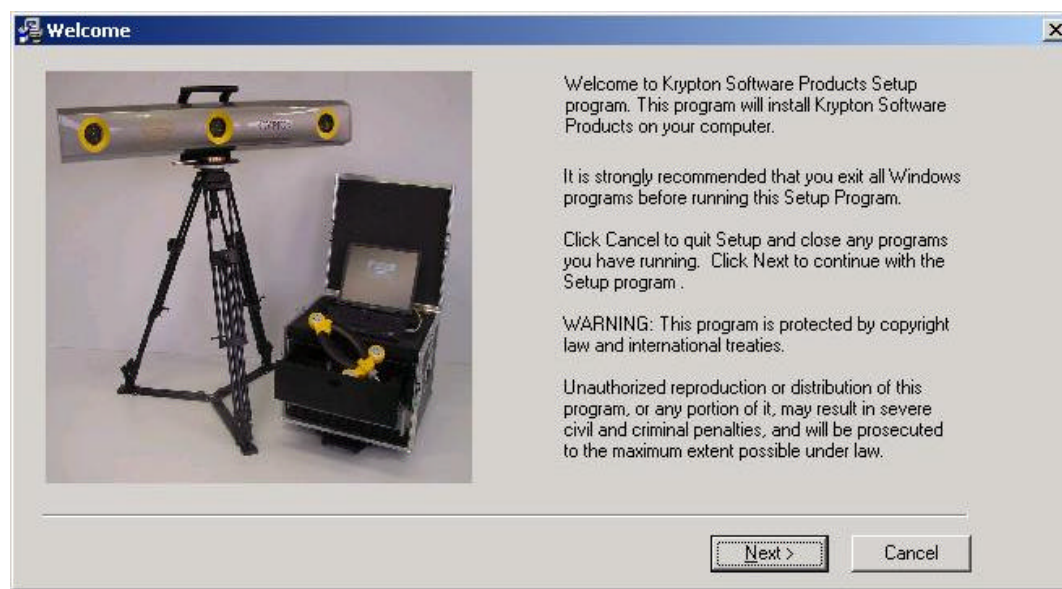 Welcome
Welcome to Krypton Software Products Setup
program. This program will install Krypton Software
Products on your computer.
It is strongly recommended that you exit all Windows
programs before running this Setup Program.
Click Cancel to quit Setup and close any programs
you have running. Click Next to continue with the
Setup program .
WARNING: This program is protected by copyright
law and international treaties.
Unauthorized reproduction or distribution of this
program, or any portion of it, may result in severe
civil and criminal penalties, and will be prosecuted
to the maximum extent possible under law.
Next >
Cancel